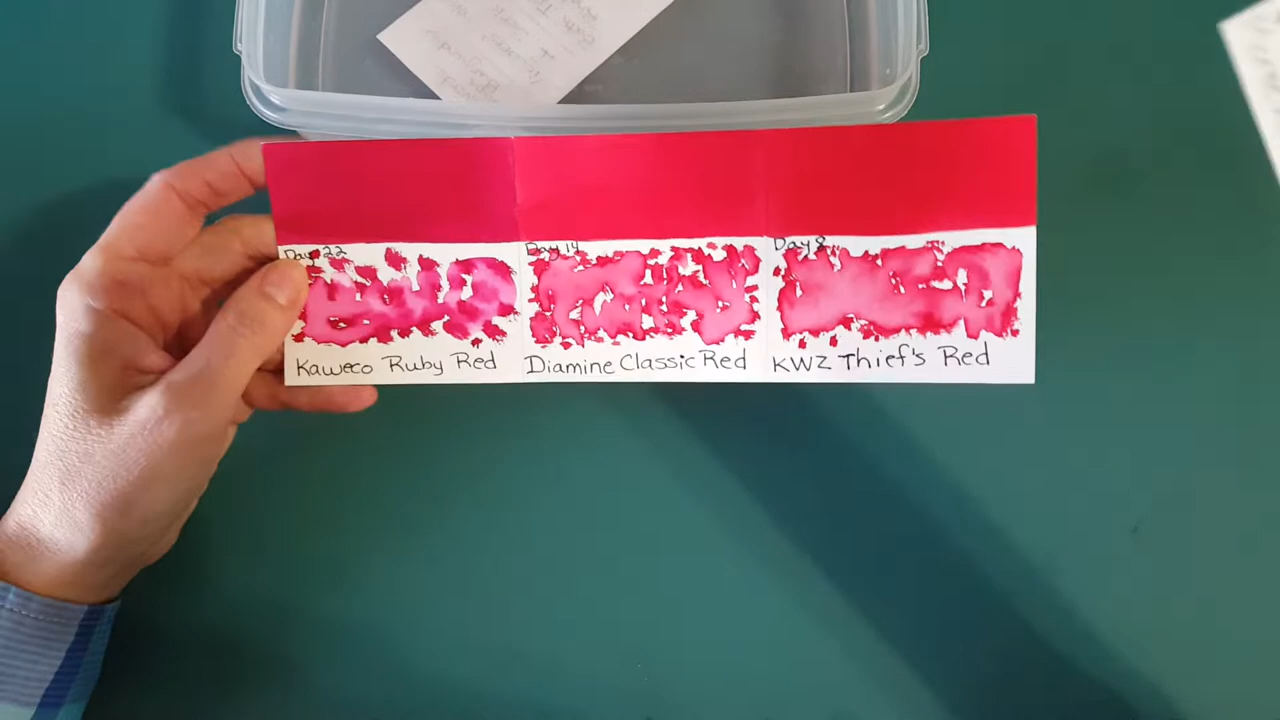 Day 22
Day 14
Day 8
Kaweco Ruby Red
Diamine Classic Red
KWZ Thief's Red